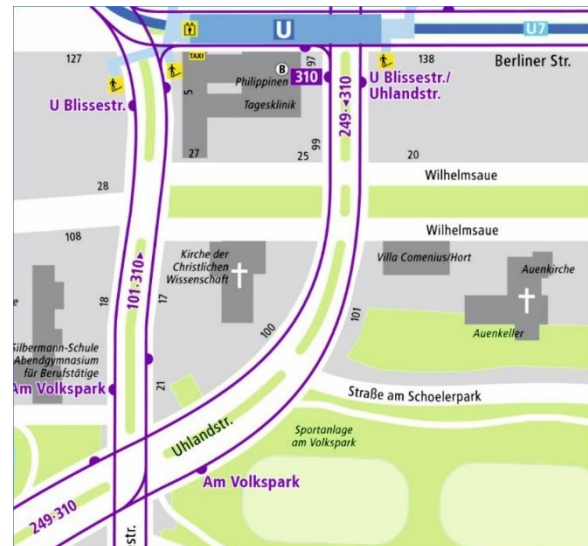 U
U7
127
TAXI
97
B
310
138
Berliner Str.
Philippinen
Tagesklinik
5
U Blissestr.
U Blissestr./
Uhlandstr.
249·310
99
27
25
20
28
Wilhelmsaue
Wilhelmsaue
108
Kirche der
Christlichen
Wissenschaft
Villa Comenius/Hort
Auenkirche
Auenkeller
101·310
18
17
100
101
Silbermann-Schule
Abendgymnasium
für Berufstätige
Am Volkspark
21
Straße am Schoelerpark
Uhlandstr.
Sportanlage
am Volkspark
Am Volkspark
249·310
estr.